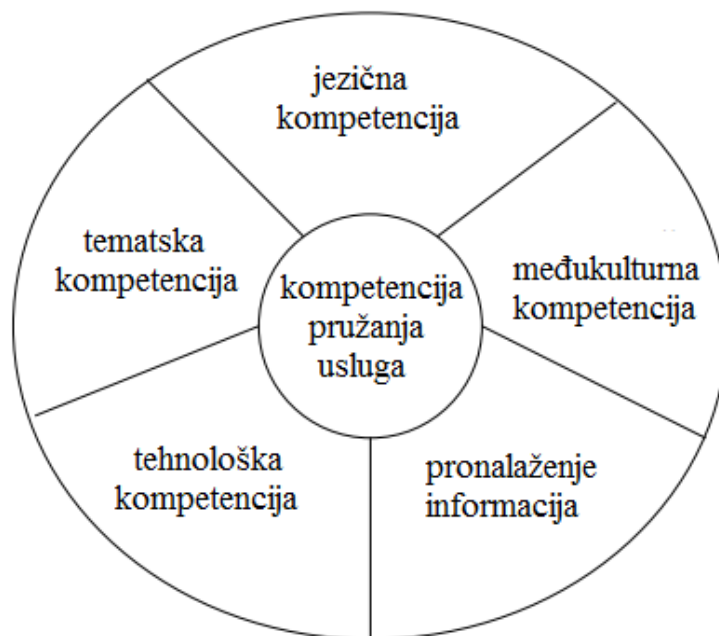 jezična
kompetencija
tematska
kompetencija
kompetencija
pružanja
usluga
međukulturna
kompetencija
tehnološka
kompetencija
pronalaženje
informacija